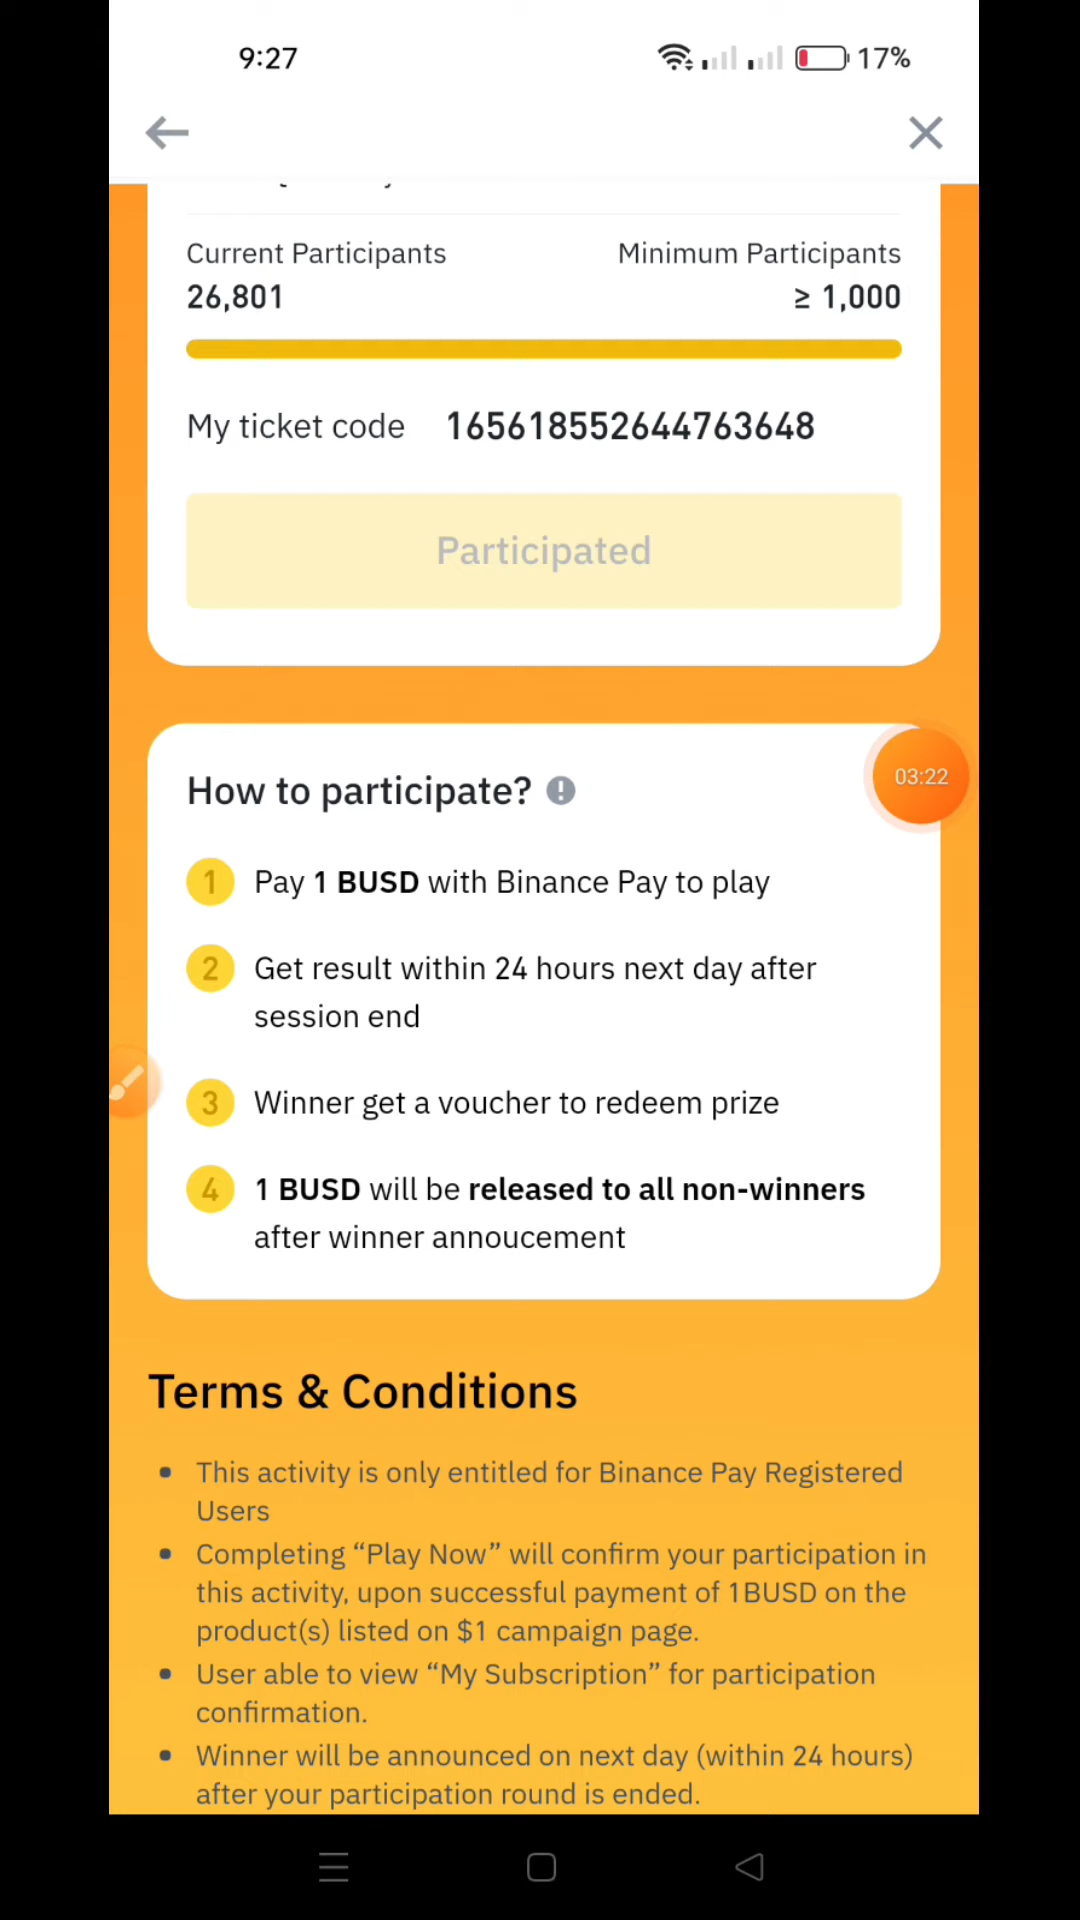 9:27
17%
Current Participants
Minimum Participants
26,801
≥ 1,000
My ticket code 165618552644763648
Participated
How to participate?
03:22
1 Pay 1 BUSD with Binance Pay to play
2 Get result within 24 hours next day after
session end
3 Winner get a voucher to redeem prize
4 1 BUSD will be released to all non-winners
after winner annoucement
Terms & Conditions
• This activity is only entitled for Binance Pay Registered
Users
• Completing “Play Now” will confirm your participation in
this activity, upon successful payment of 1BUSD on the
product(s) listed on $1 campaign page.
• User able to view “My Subscription” for participation
confirmation.
• Winner will be announced on next day (within 24 hours)
after your participation round is ended.